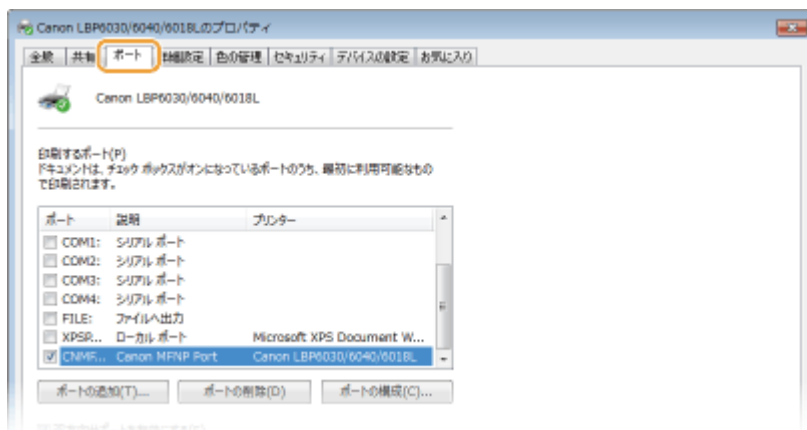 Canon LBP6030/6040/6018Lのプロパティ
全般 共有 ポート 詳細設定 色の管理 セキュリティ デバイスの設定 お気に入り
Canon LBP6030/6040/6018L
印刷するポート(P)
ドキュメントは、チェック ボックスがオンになっているポートのうち、最初に利用可能なもの
で印刷されます。
ポート 説明 プリンター
COM1: シリアル ポート
COM2: シリアル ポート
COM3: シリアル ポート
COM4: シリアル ポート
FILE: ファイルへ出力
XPSP... ローカル ポート Microsoft XPS Document W...
CNMF... Canon MFNP Port Canon LBP6030/6040/6018L
ポートの追加(T)... ポートの削除(D) ポートの構成(C)...